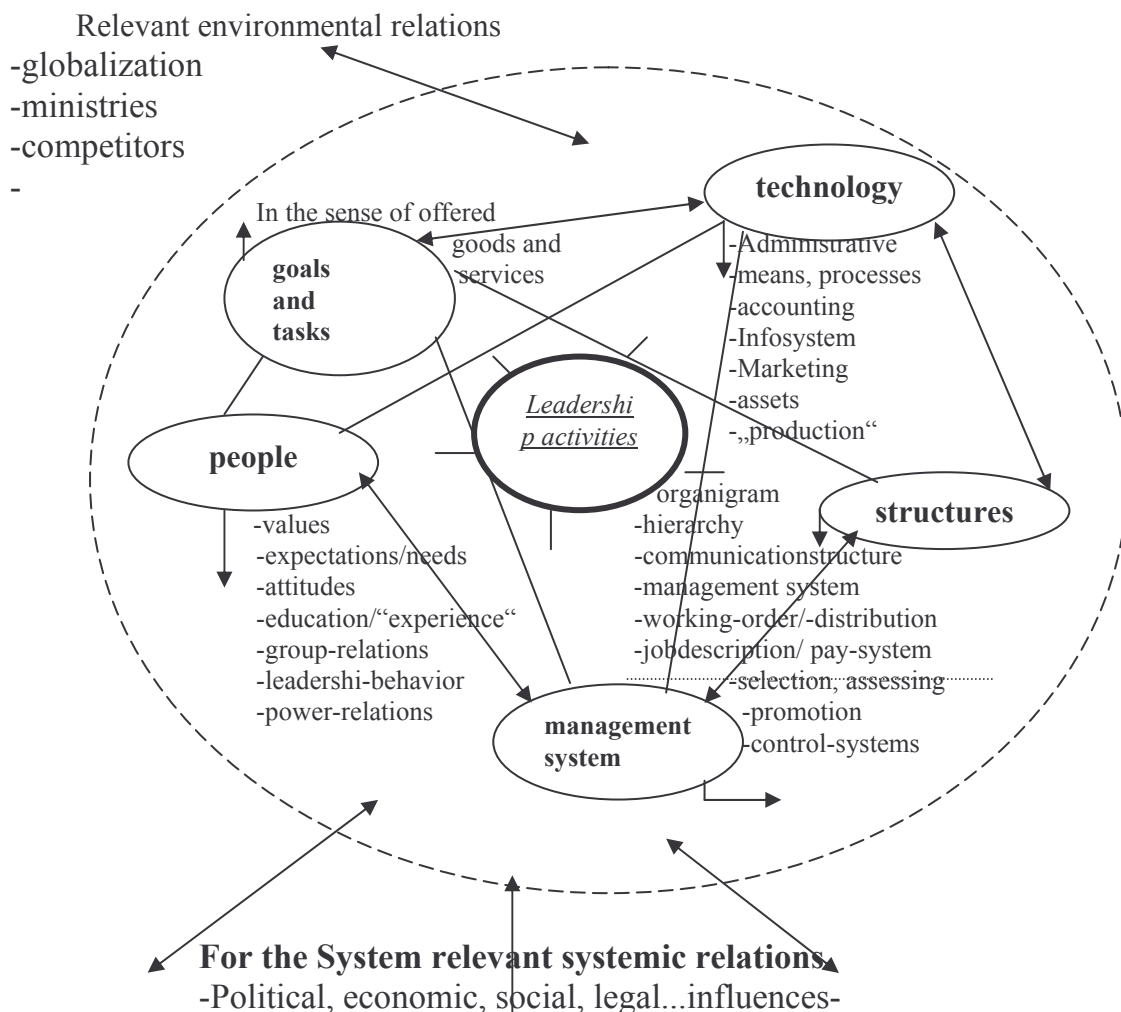 Relevant environmental relations
-globalization
-ministries
-competitors
-
technology
In the sense of offered
goods and
services
goals
and
tasks
-Administrative
-means, processes
-accounting
-Infosystem
-Marketing
-assets
-„production“
Leadershi
p activities
people
structures
-values
-expectations/needs
-attitudes
-education/“experience“
-group-relations
-leadershi-behavior
-power-relations
organigram
-hierarchy
-communicationstructure
-management system
-working-order/-distribution
-jobdescription/ pay-system
-selection, assessing
-promotion
-control-systems
management
system
For the System relevant systemic relations
-Political, economic, social, legal...influences-